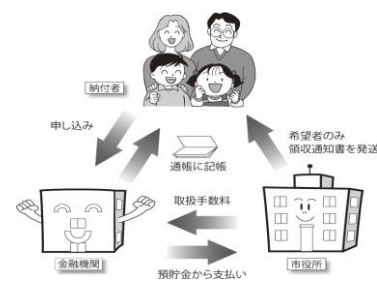 納付者
申し込み
通帳に記帳
希望者のみ
領収通知書を発送
取扱手数料
金融機関
市役所
預貯金から支払い